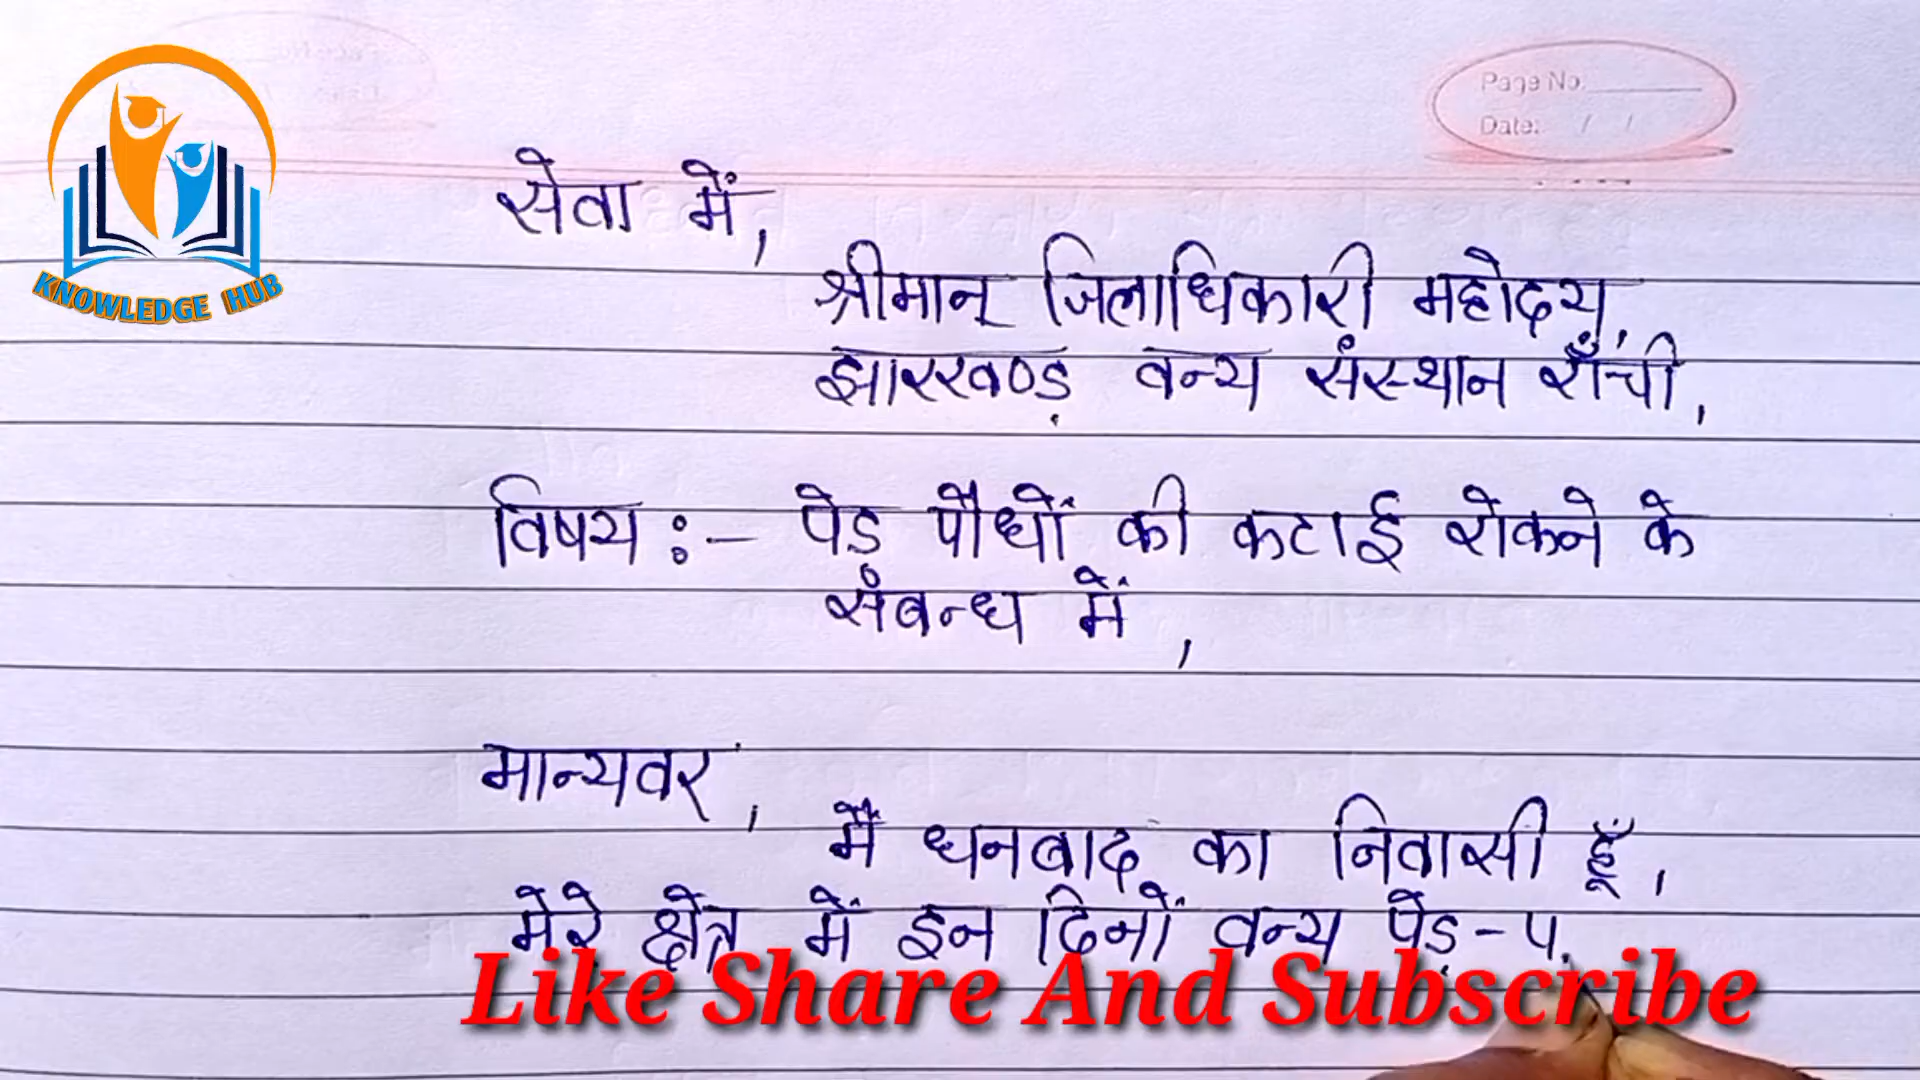 Page No.
Date: / /
KNOWLEDGE HUB
सेवा में,
श्रीमान् जिलाधिकारी महोदय,
झारखण्ड़ वन्य संस्थान राँची,
विषय :- पेड़ पौधों की कटाई रोकने के
संबन्ध में,
मान्यवर,
मैं धनबाद का निवासी हूँ,
मेरे क्षेत्र में इन दिनों वन्य पेड़-प
Like Share And Subscribe